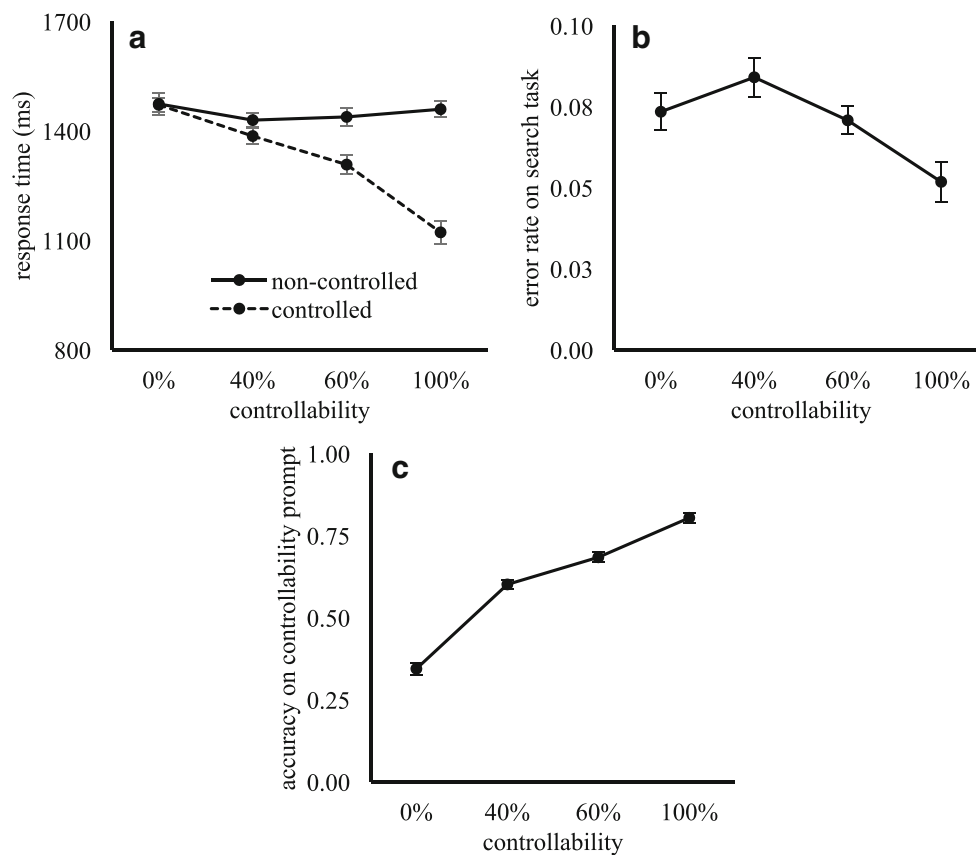 a
response time (ms)
1700
1400
1100
800
non-controlled
controlled
0% 40% 60% 100%
controllability
b
error rate on search task
0.10
0.08
0.05
0.03
0.00
0% 40% 60% 100%
controllability
c
accuracy on controllability prompt
1.00
0.75
0.50
0.25
0.00
0% 40% 60% 100%
controllability